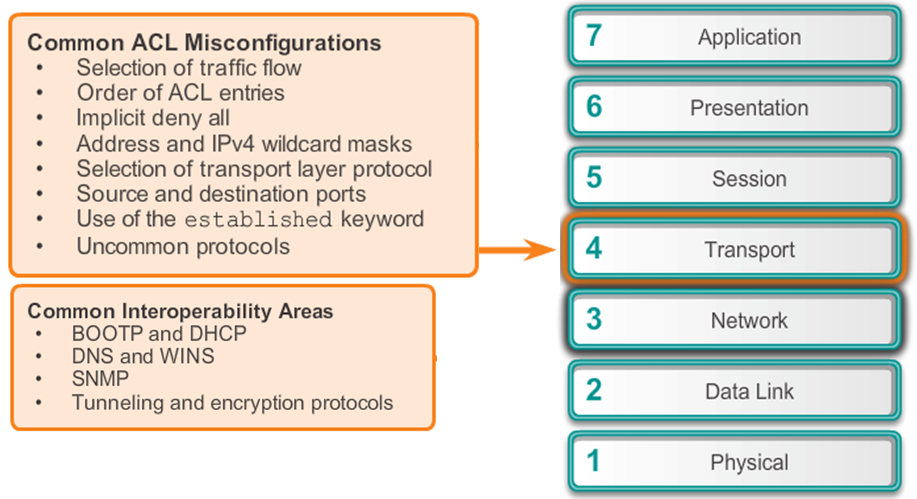 Common ACL Misconfigurations
• Selection of traffic flow
• Order of ACL entries
• Implicit deny all
• Address and IPv4 wildcard masks
• Selection of transport layer protocol
• Source and destination ports
• Use of the established keyword
• Uncommon protocols
Common Interoperability Areas
• BOOTP and DHCP
• DNS and WINS
• SNMP
• Tunneling and encryption protocols
7 Application
6 Presentation
5 Session
4 Transport
3 Network
2 Data Link
1 Physical